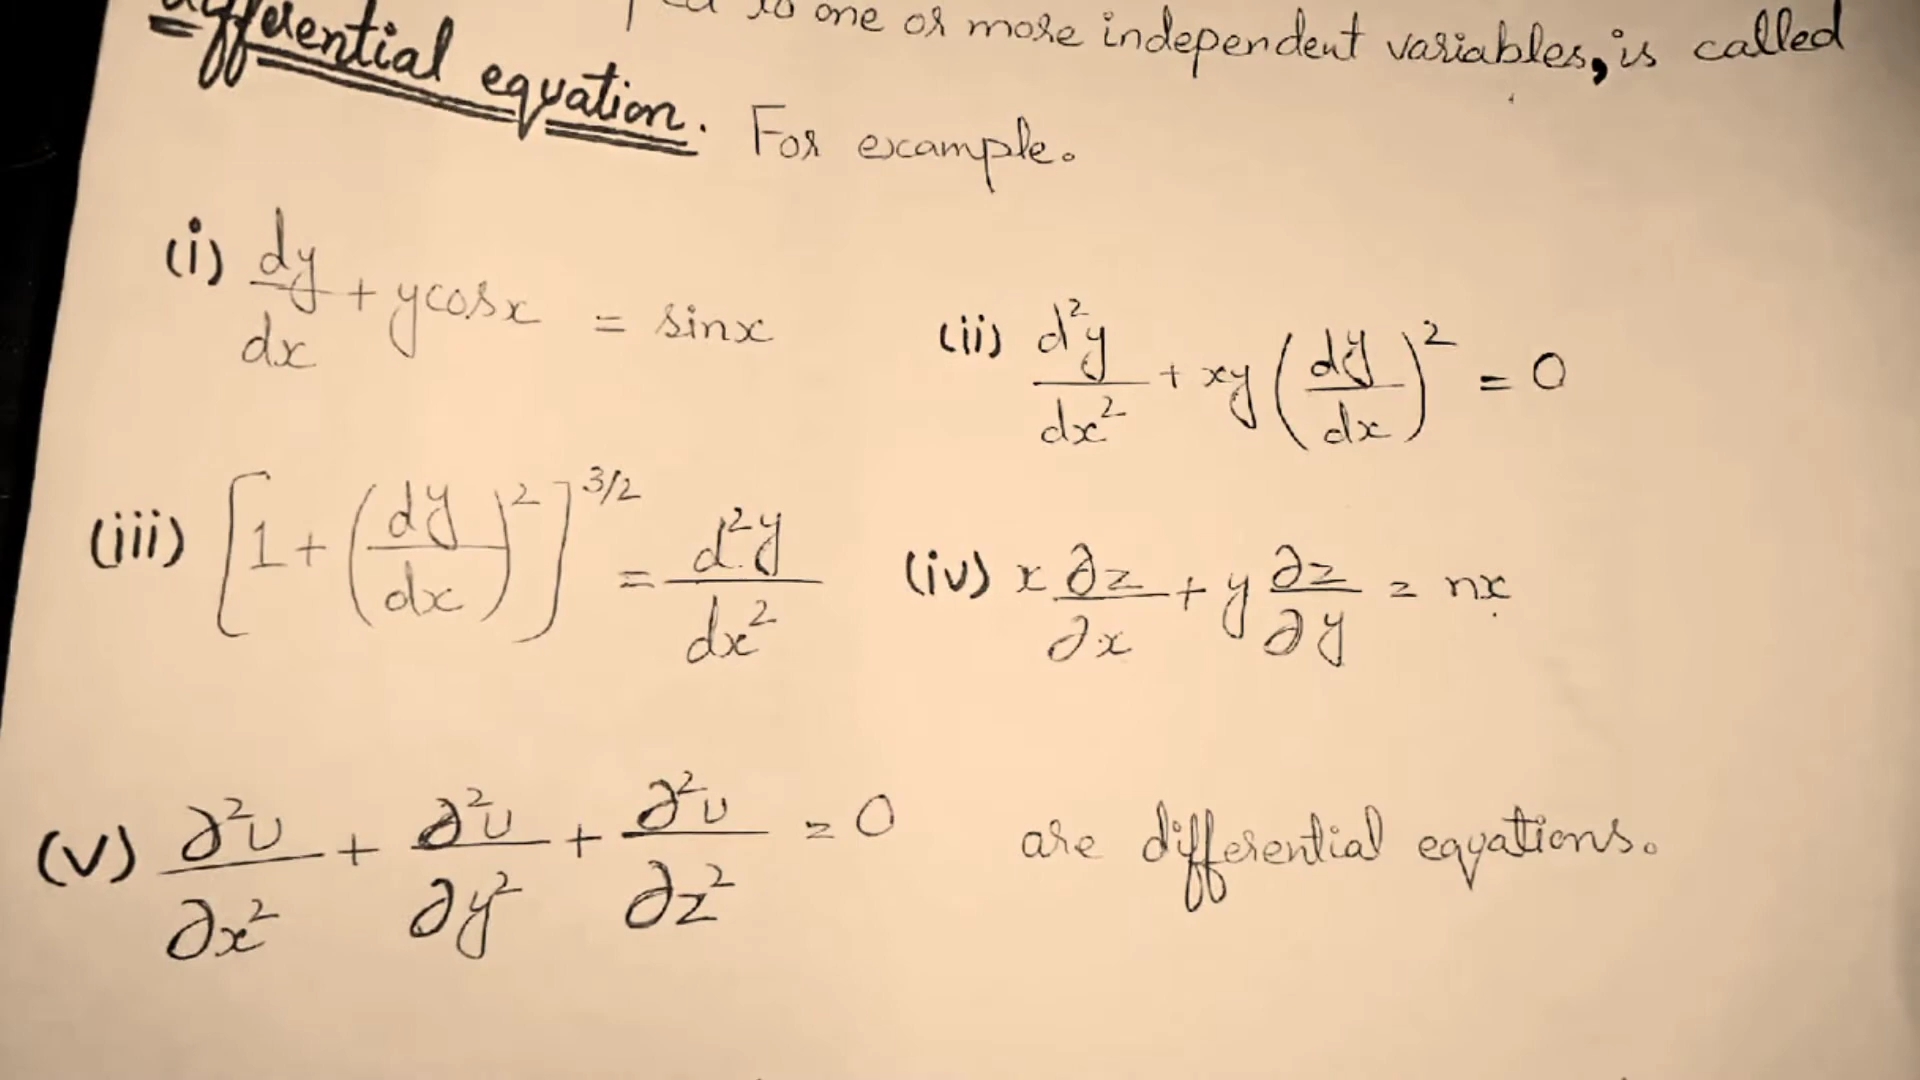 to one or more independent variables, is called
differential equation. For example.
(i) dy/dx + ycosx = sinx
(ii) d²y/dx² + xy (dy/dx)² = 0
(iii) [1 + (dy/dx)²]^3/2 = d²y/dx²
(iv) x ∂z/∂x + y ∂z/∂y = nx
(v) ∂²u/∂x² + ∂²u/∂y² + ∂²u/∂z² = 0 are differential equations.